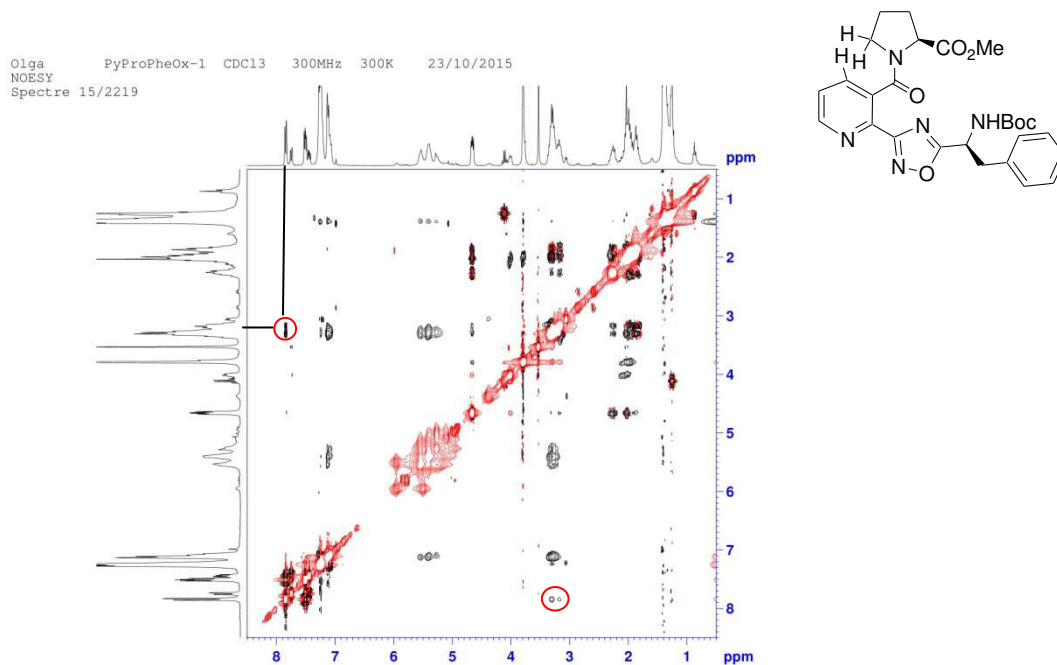 Olga PyProPheOx-1 CDCl3 300MHz 300K 23/10/2015
NOESY
Spectre 15/2219
ppm
1
2
3
4
5
6
7
8
8 7 6 5 4 3 2 1 ppm
H
H
H
N
CO2Me
O
N
N
N
O
NHBoc